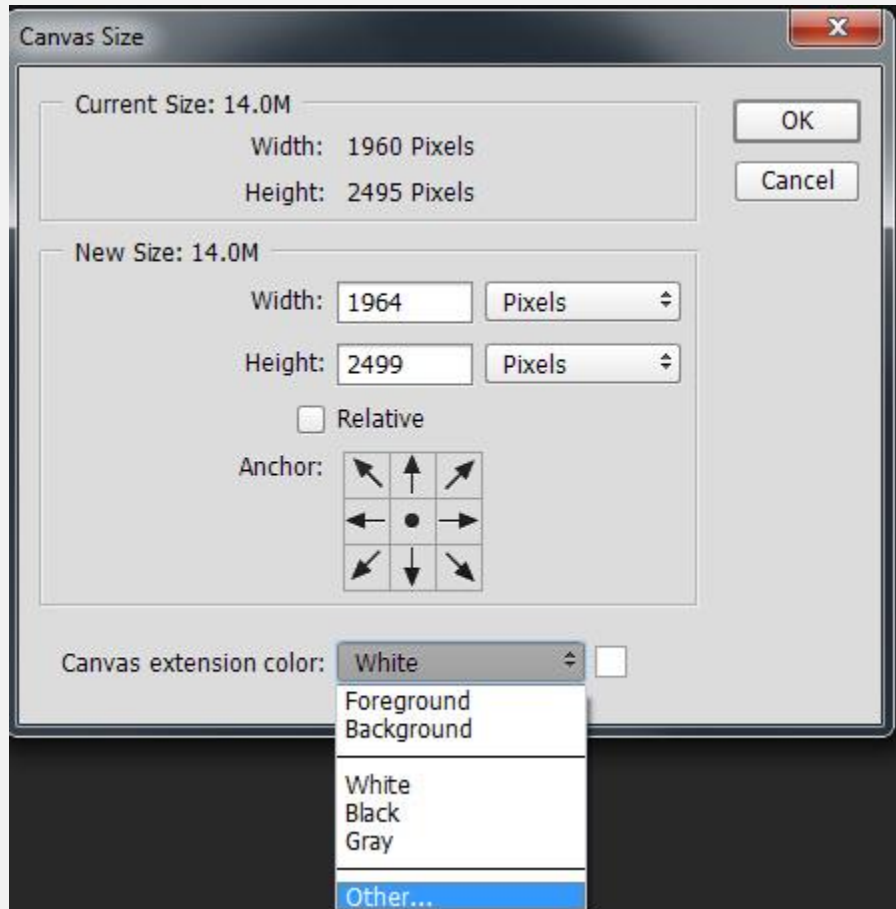 Canvas Size
Current Size: 14.0M
OK
Width: 1960 Pixels
Height: 2495 Pixels
Cancel
New Size: 14.0M
Width: 1964 Pixels
Height: 2499 Pixels
Relative
Anchor:
Canvas extension color: White
Foreground
Background
White
Black
Gray
Other...